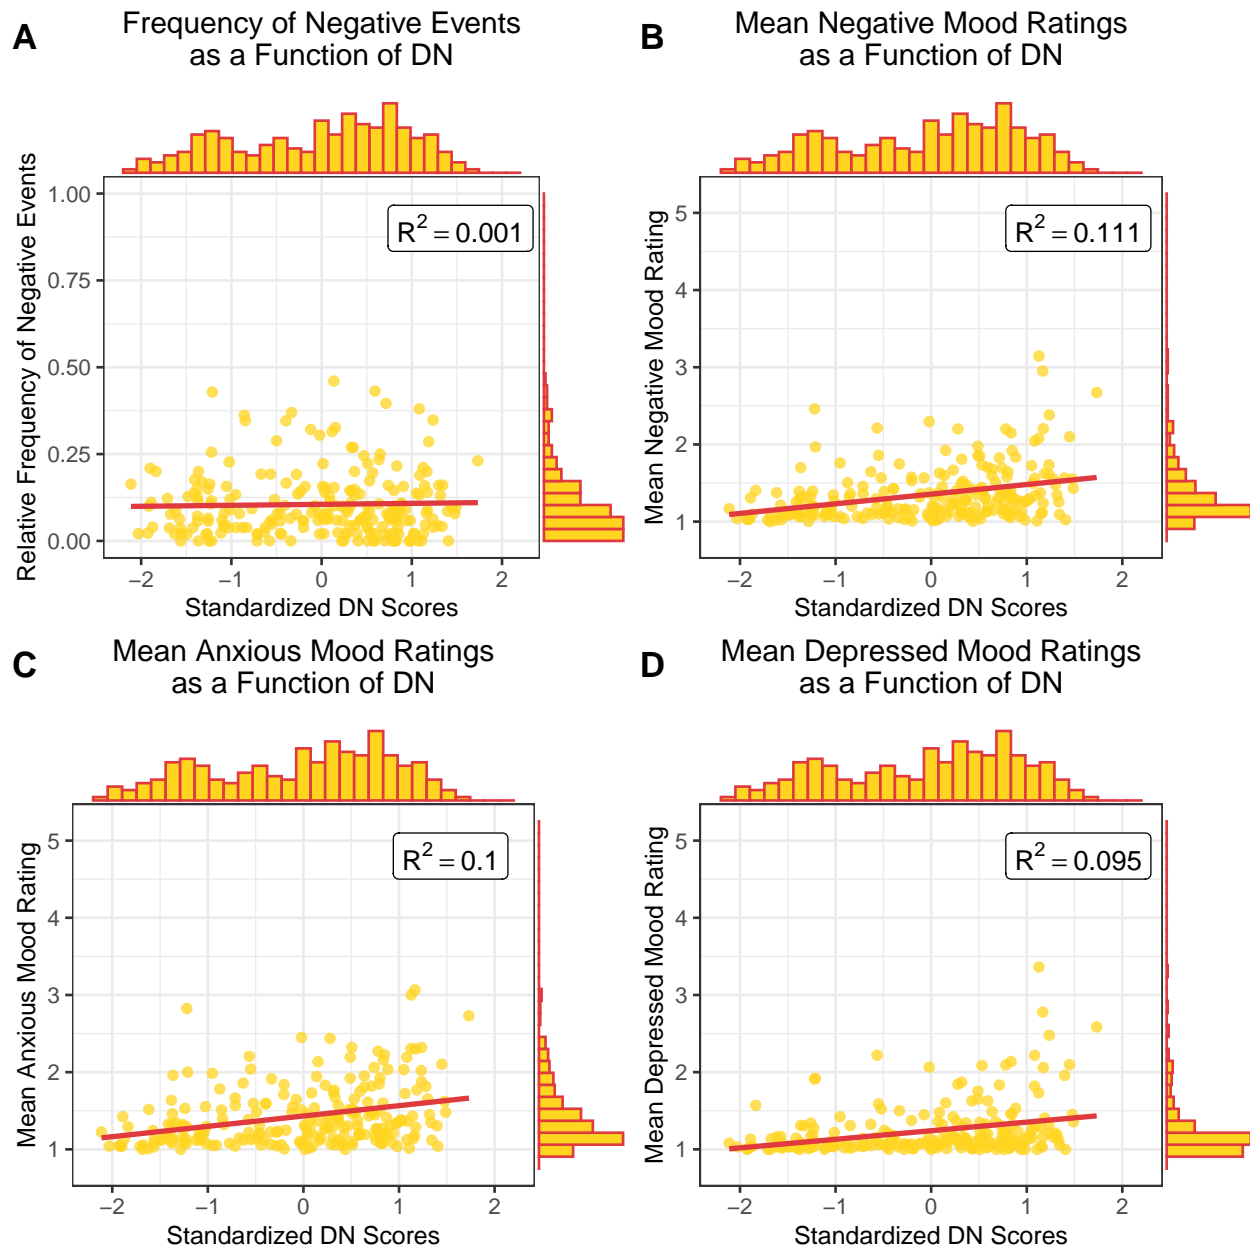 A
Frequency of Negative Events
as a Function of DN
Relative Frequency of Negative Events
1.00
0.75
0.50
0.25
0.00
R² = 0.001
−2 −1 0 1 2
Standardized DN Scores
B
Mean Negative Mood Ratings
as a Function of DN
Mean Negative Mood Rating
5
4
3
2
1
R² = 0.111
−2 −1 0 1 2
Standardized DN Scores
C
Mean Anxious Mood Ratings
as a Function of DN
Mean Anxious Mood Rating
5
4
3
2
1
R² = 0.1
−2 −1 0 1 2
Standardized DN Scores
D
Mean Depressed Mood Ratings
as a Function of DN
Mean Depressed Mood Rating
5
4
3
2
1
R² = 0.095
−2 −1 0 1 2
Standardized DN Scores